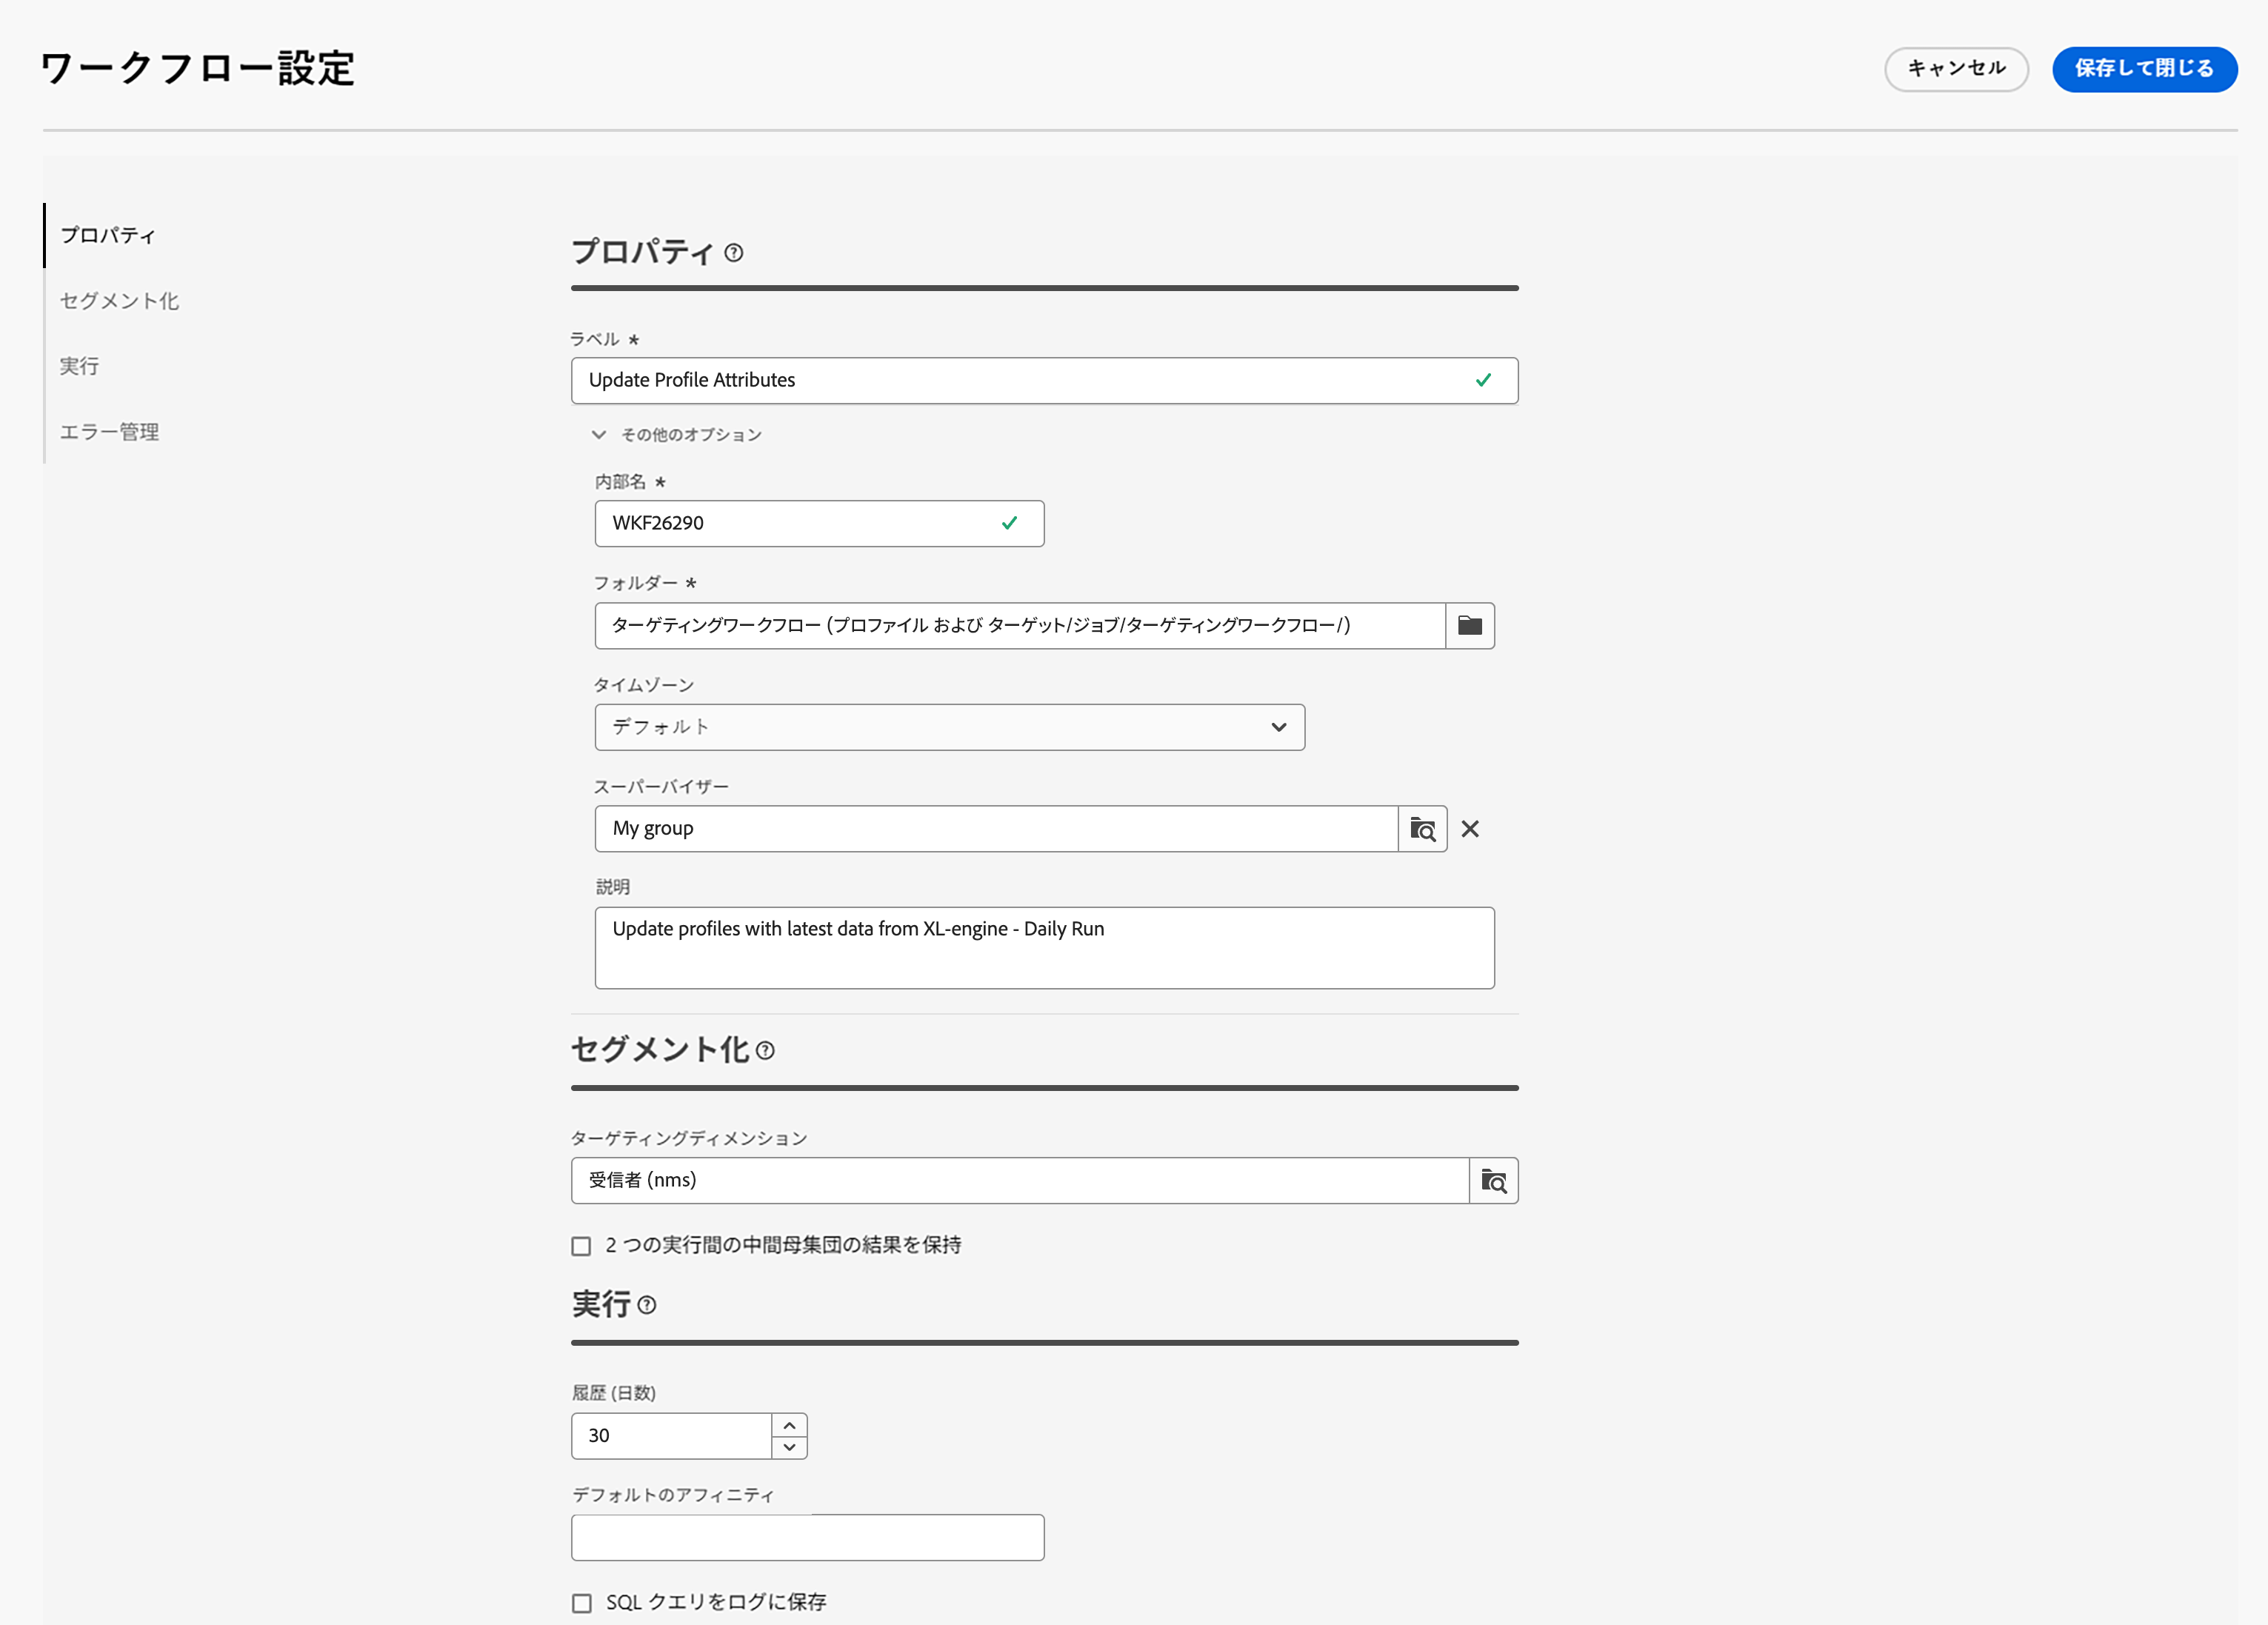 ワークフロー設定
キャンセル
保存して閉じる
プロパティ
セグメント化
実行
エラー管理
プロパティ
ラベル *
Update Profile Attributes
その他のオプション
内部名 *
WKF26290
フォルダー *
ターゲティングワークフロー (プロファイル および ターゲット/ジョブ/ターゲティングワークフロー/)
タイムゾーン
デフォルト
スーパーバイザー
My group
説明
Update profiles with latest data from XL-engine - Daily Run
セグメント化
ターゲティングディメンション
受信者 (nms)
2 つの実行間の中間母集団の結果を保持
実行
履歴 (日数)
30
デフォルトのアフィニティ
SQL クエリをログに保存